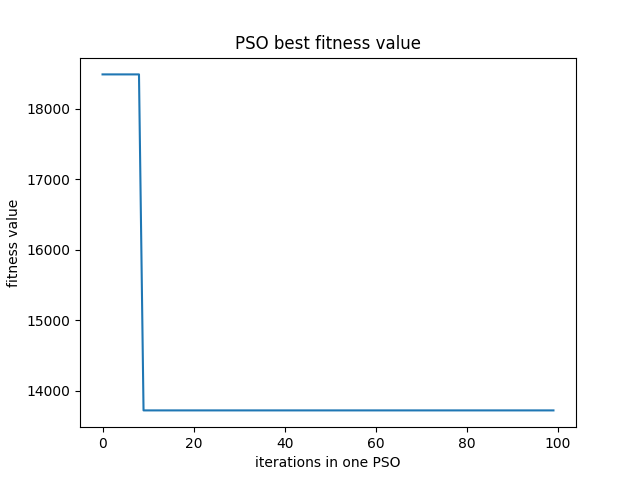 PSO best fitness value
fitness value
18000
17000
16000
15000
14000
0 20 40 60 80 100
iterations in one PSO